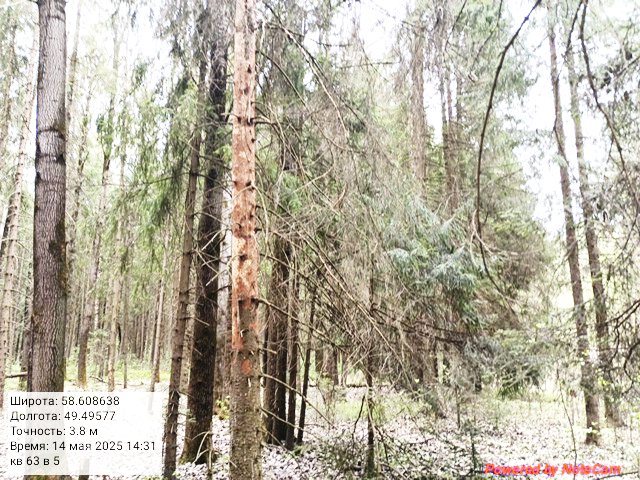 Широта: 58.608638
Долгота: 49.49577
Точность: 3.8 м
Время: 14 мая 2025 14:31
кв 63 в 5
Powered by NoteCam